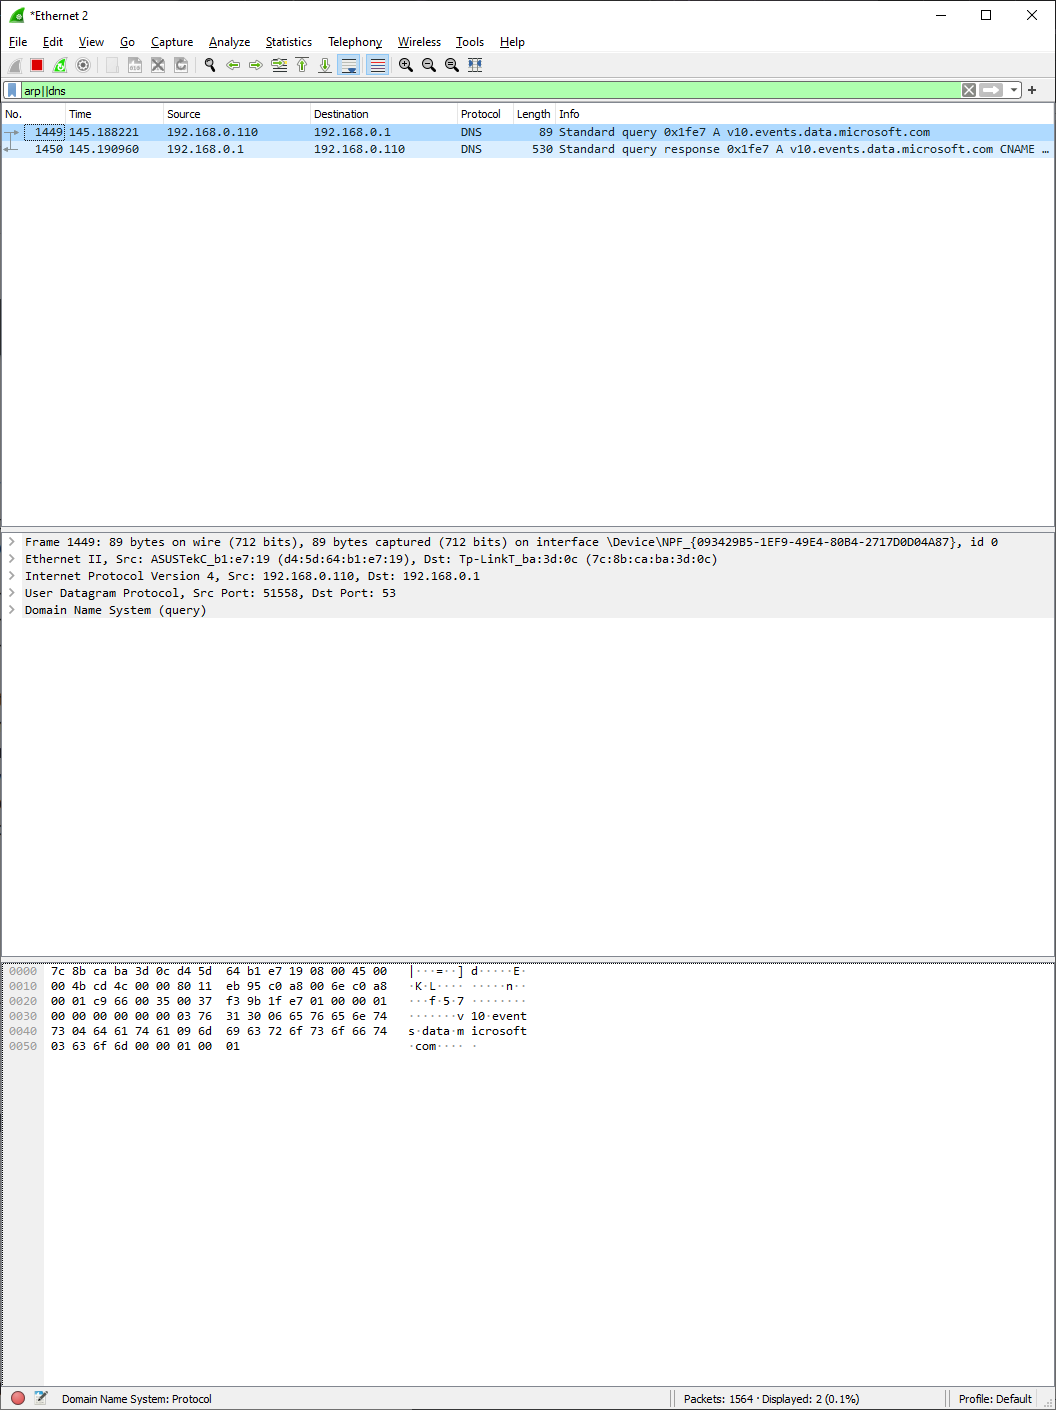 *Ethernet 2
File Edit View Go Capture Analyze Statistics Telephony Wireless Tools Help
arp||dns
No. Time Source Destination Protocol Length Info
1449 145.188221 192.168.0.110 192.168.0.1 DNS 89 Standard query 0x1fe7 A v10.events.data.microsoft.com
1450 145.190960 192.168.0.1 192.168.0.110 DNS 530 Standard query response 0x1fe7 A v10.events.data.microsoft.com CNAME …
Frame 1449: 89 bytes on wire (712 bits), 89 bytes captured (712 bits) on interface \Device\NPF_{093429B5-1EF9-49E4-80B4-2717D0D04A87}, id 0
Ethernet II, Src: ASUSTekC_b1:e7:19 (d4:5d:64:b1:e7:19), Dst: Tp-LinkT_ba:3d:0c (7c:8b:ca:ba:3d:0c)
Internet Protocol Version 4, Src: 192.168.0.110, Dst: 192.168.0.1
User Datagram Protocol, Src Port: 51558, Dst Port: 53
Domain Name System (query)
0000 7c 8b ca ba 3d 0c d4 5d 64 b1 e7 19 08 00 45 00 |···=··] d·····E·
0010 00 4b cd 4c 00 00 80 11 eb 95 c0 a8 00 6e c0 a8 ·K·L···· ·····n··
0020 00 01 c9 66 00 35 00 37 f3 9b 1f e7 01 00 00 01 ···f·5·7 ········
0030 00 00 00 00 00 00 03 76 31 30 06 65 76 65 6e 74 ·······v 10·event
0040 73 04 64 61 74 61 09 6d 69 63 72 6f 73 6f 66 74 s·data·m icrosoft
0050 03 63 6f 6d 00 00 01 00 01 ·com···· ·
Domain Name System: Protocol Packets: 1564 · Displayed: 2 (0.1%) Profile: Default